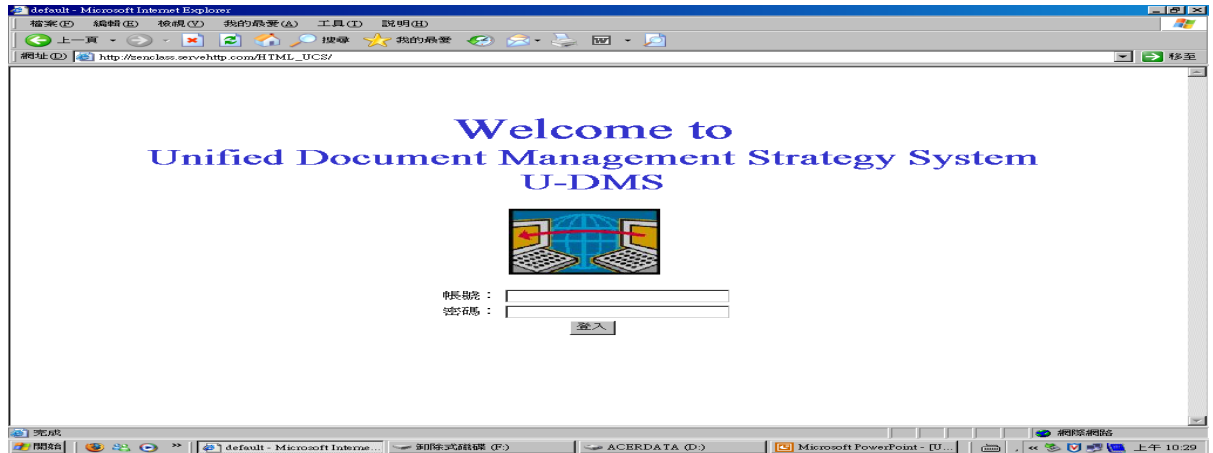 default - Microsoft Internet Explorer
檔案(F) 編輯(E) 檢視(V) 我的最愛(A) 工具(T) 說明(H)
上一頁 搜尋 我的最愛
網址(D) http://zenclass.servehttp.com/HTML_UCS/ 移至
Welcome to
Unified Document Management Strategy System
U-DMS
帳號：
密碼：
登入
完成 網際網路
開始 default - Microsoft Interne... 卸除式磁碟 (F:) ACERDATA (D:) Microsoft PowerPoint - [U... 上午 10:29